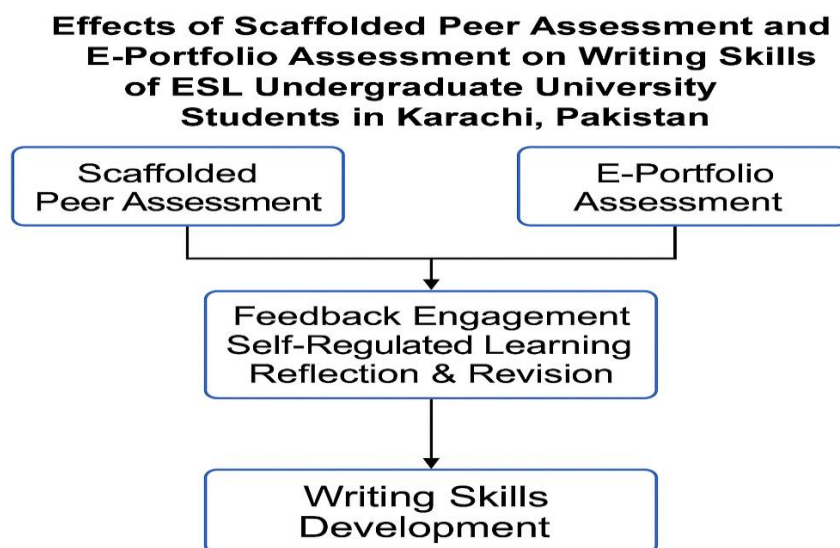 Effects of Scaffolded Peer Assessment and
E-Portfolio Assessment on Writing Skills
of ESL Undergraduate University
Students in Karachi, Pakistan
Scaffolded
Peer Assessment
E-Portfolio
Assessment
Feedback Engagement
Self-Regulated Learning
Reflection & Revision
Writing Skills
Development